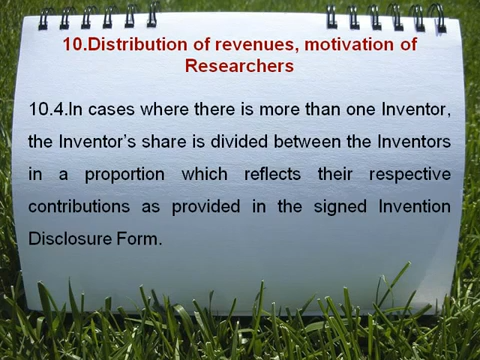 10.Distribution of revenues, motivation of
Researchers
10.4.In cases where there is more than one Inventor,
the Inventor's share is divided between the Inventors
in a proportion which reflects their respective
contributions as provided in the signed Invention
Disclosure Form.